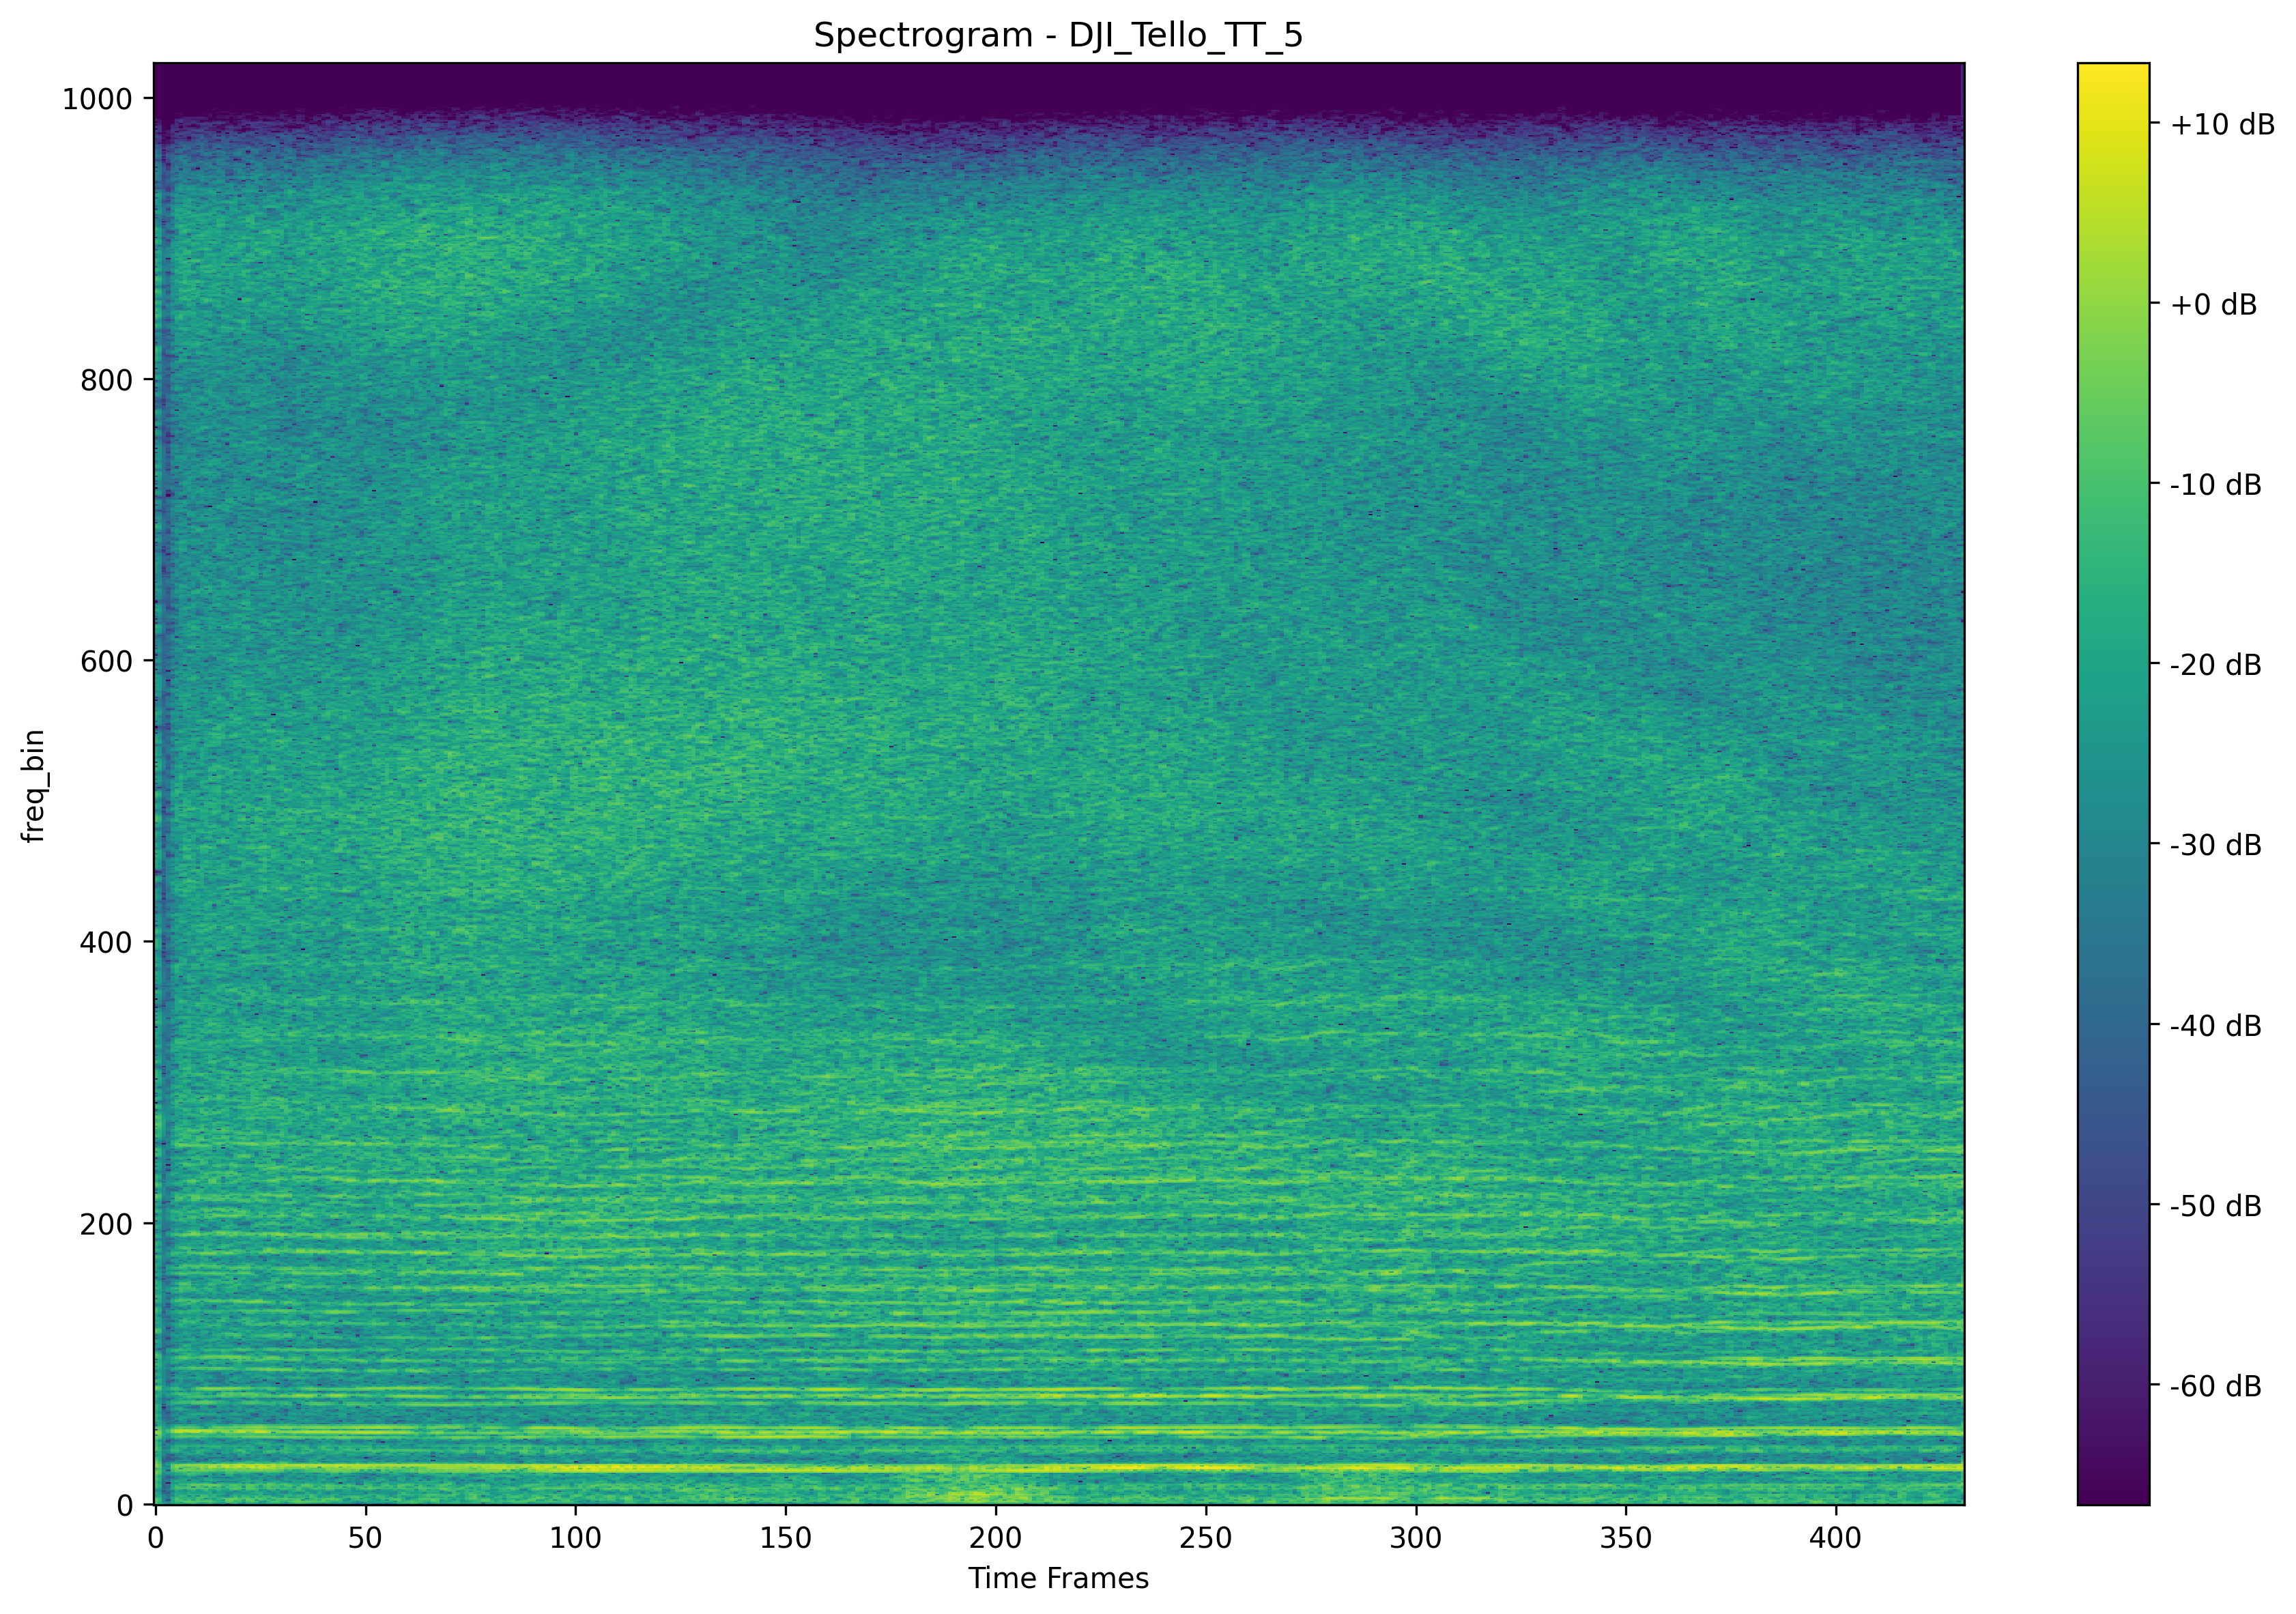 Spectrogram - DJI_Tello_TT_5
1000
800
600
400
200
0
freq_bin
0 50 100 150 200 250 300 350 400
Time Frames
+10 dB
+0 dB
-10 dB
-20 dB
-30 dB
-40 dB
-50 dB
-60 dB